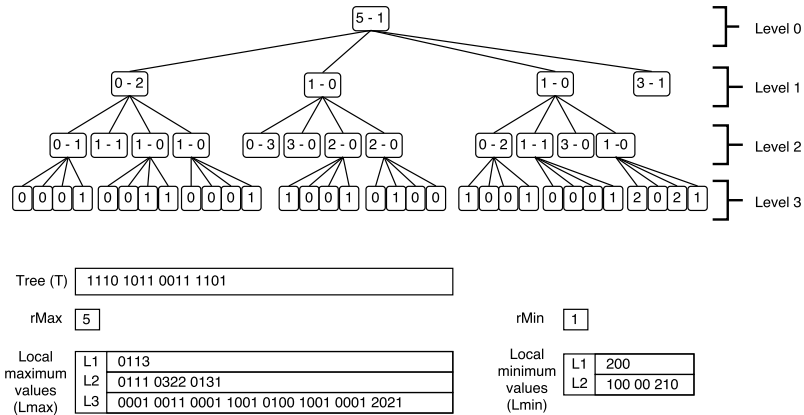 5 - 1
Level 0
0 - 2 1 - 0 1 - 0 3 - 1
Level 1
0 - 1 1 - 1 1 - 0 1 - 0 0 - 3 3 - 0 2 - 0 2 - 0 0 - 2 1 - 1 3 - 0 1 - 0
Level 2
0 0 0 1 0 0 1 1 0 0 0 1 1 0 0 1 0 1 0 0 1 0 0 1 0 0 0 1 2 0 2 1
Level 3
Tree (T) 1110 1011 0011 1101
rMax 5
rMin 1
Local
maximum
values
(Lmax)
L1 0113
L2 0111 0322 0131
L3 0001 0011 0001 1001 0100 1001 0001 2021
Local
minimum
values
(Lmin)
L1 200
L2 100 00 210